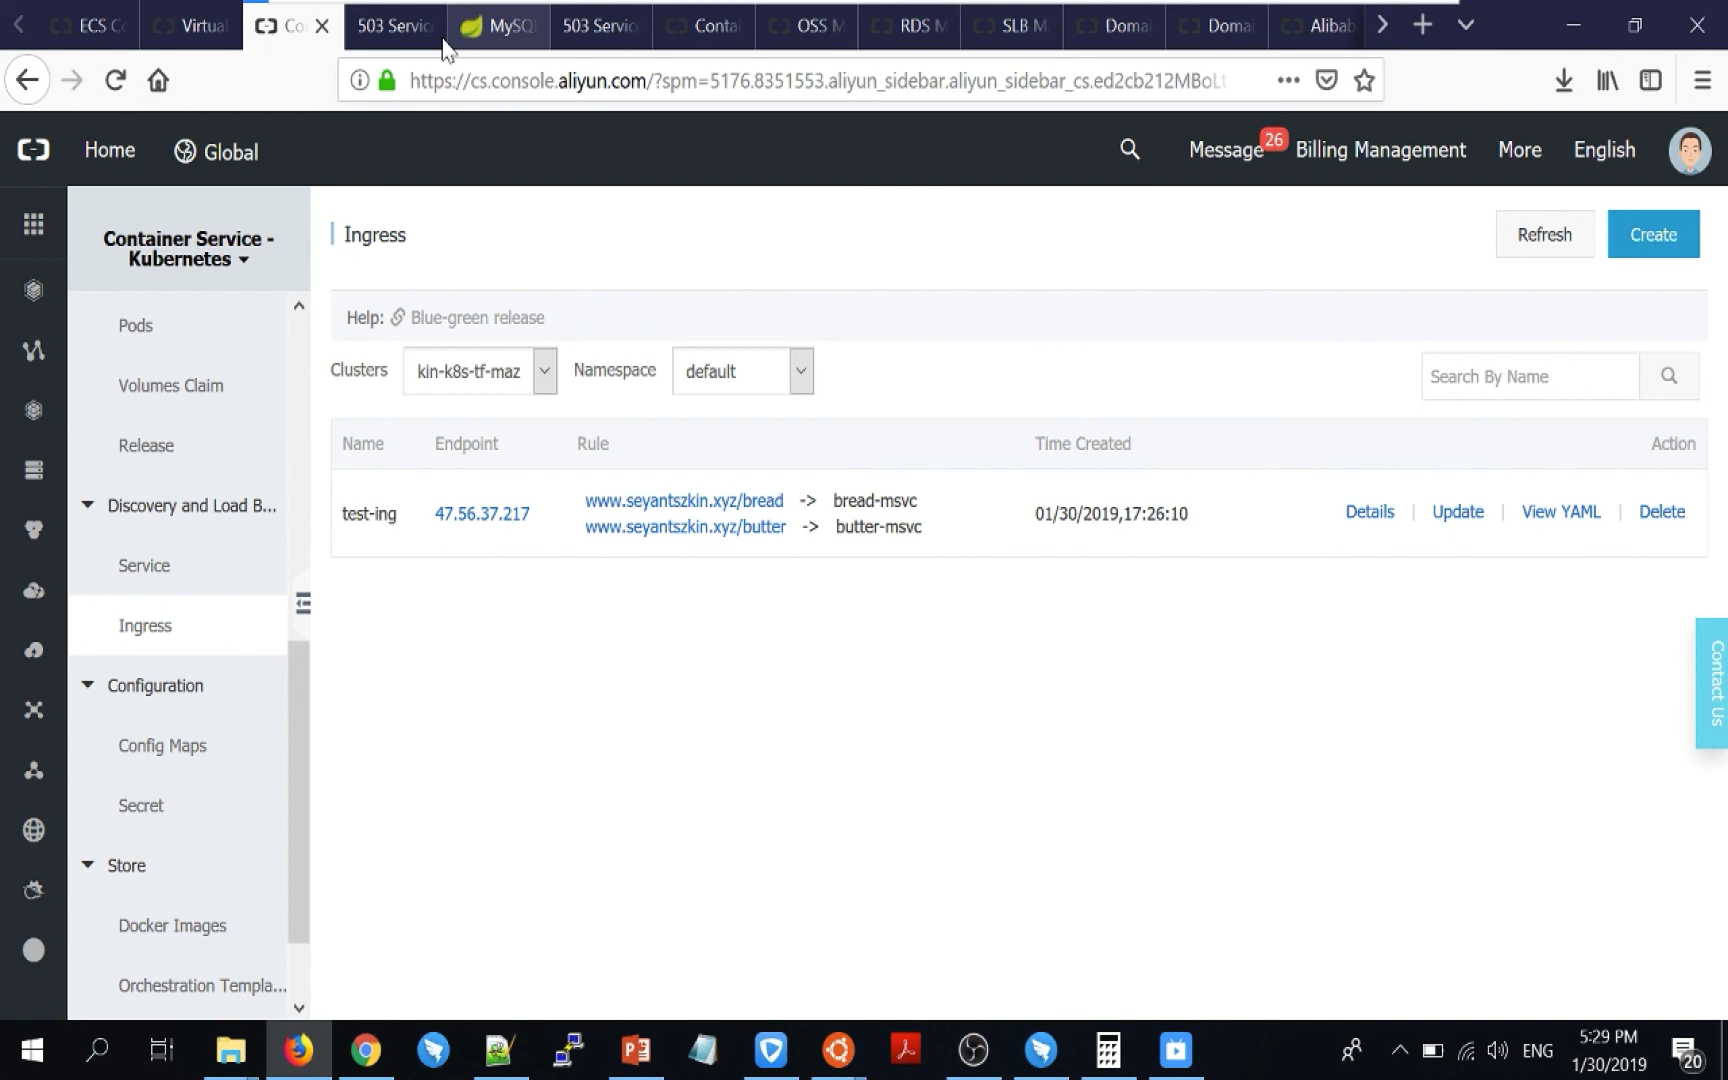 ECS C
Virtual
Co
503 Servic
MySQ
503 Servic
Contai
OSS M
RDS M
SLB M
Domai
Domai
Alibab
https://cs.console.aliyun.com/?spm=5176.8351553.aliyun_sidebar.aliyun_sidebar_cs.ed2cb212MBoLt
Home
Global
Message
26
Billing Management
More
English
Container Service -
Kubernetes
Pods
Volumes Claim
Release
Discovery and Load B...
Service
Ingress
Configuration
Config Maps
Secret
Store
Docker Images
Orchestration Templa...
Ingress
Refresh
Create
Help: Blue-green release
Clusters kin-k8s-tf-maz Namespace default
Search By Name
Name Endpoint Rule Time Created Action
test-ing 47.56.37.217
www.seyantszkin.xyz/bread -> bread-msvc
www.seyantszkin.xyz/butter -> butter-msvc
01/30/2019,17:26:10
Details | Update | View YAML | Delete
Contact Us
ENG
5:29 PM
1/30/2019
20